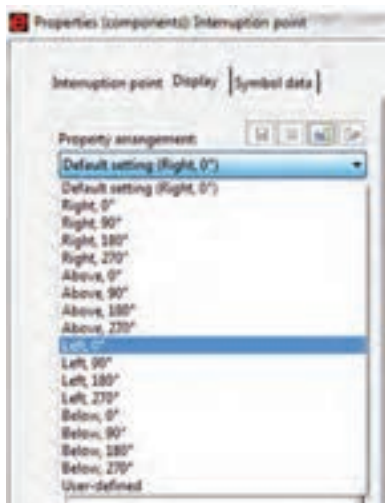 Properties (components): Interruption point
Interruption point Display Symbol data
Property arrangement:
Default setting (Right, 0°)
Default setting (Right, 0°)
Right, 0°
Right, 90°
Right, 180°
Right, 270°
Above, 0°
Above, 90°
Above, 180°
Above, 270°
Left, 0°
Left, 90°
Left, 180°
Left, 270°
Below, 0°
Below, 90°
Below, 180°
Below, 270°
User-defined